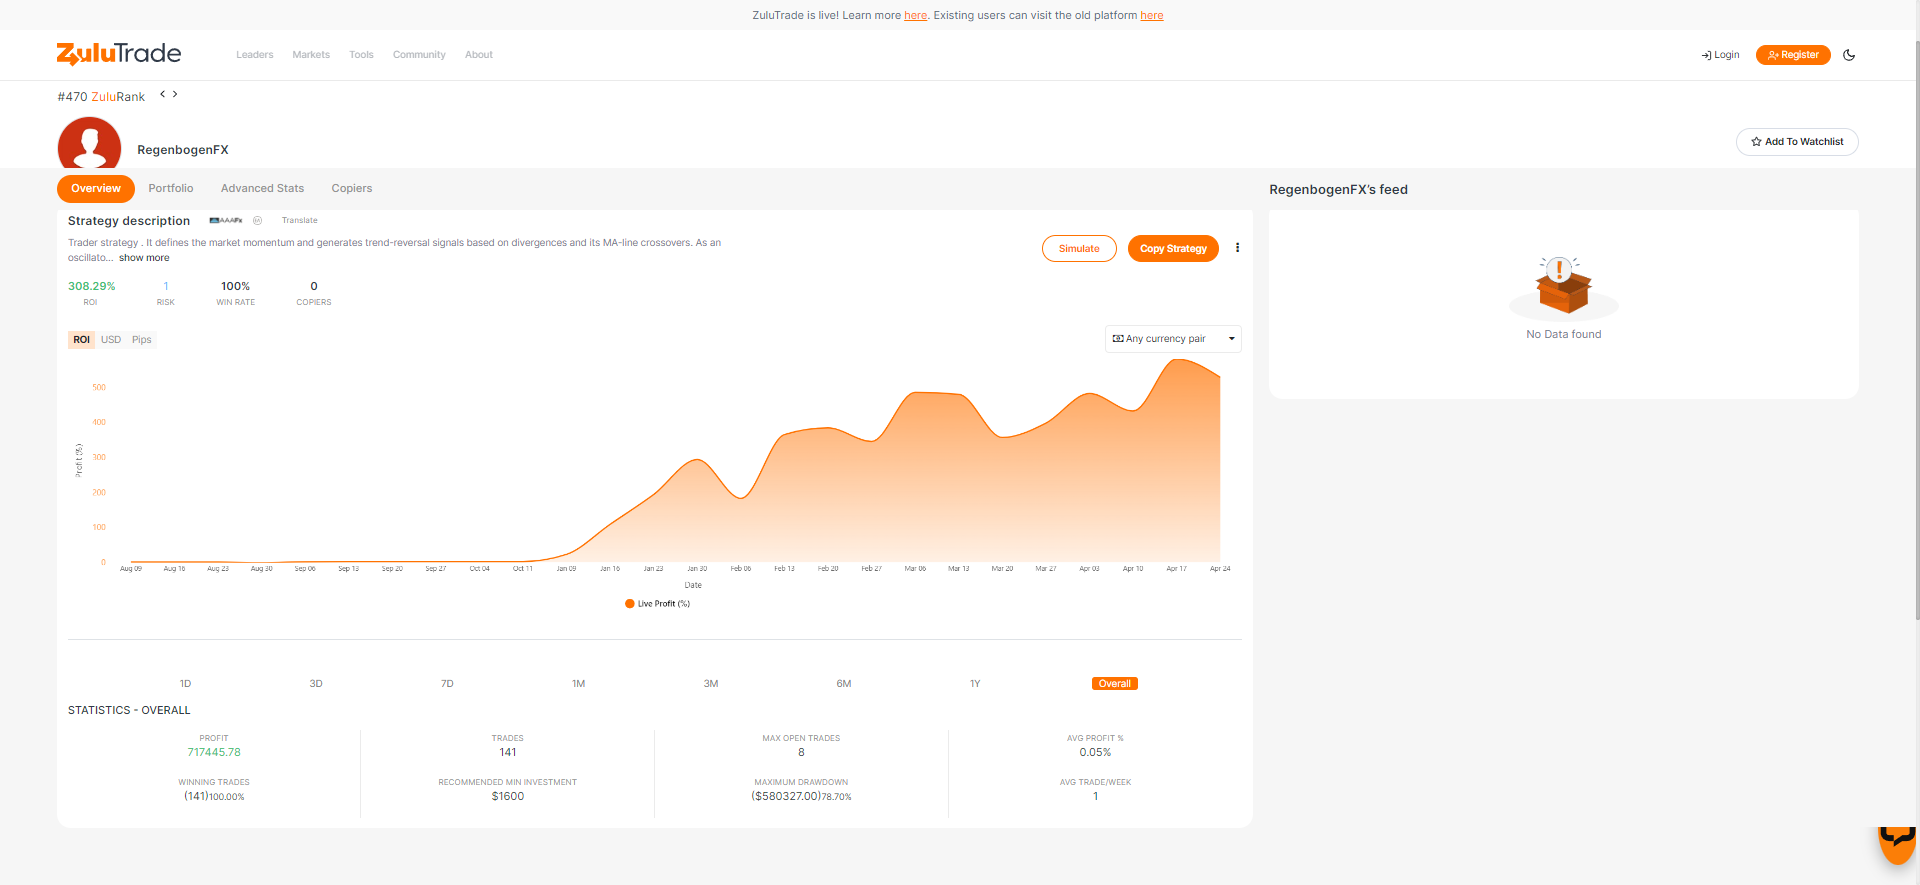 ZuluTrade is live! Learn more here. Existing users can visit the old platform here
ZuluTrade
Leaders Markets Tools Community About
Login
Register
#470 ZuluRank
RegenbogenFX
Add To Watchlist
Overview Portfolio Advanced Stats Copiers
RegenbogenFX's feed
Strategy description
AAAFx
Translate
Trader strategy . It defines the market momentum and generates trend-reversal signals based on divergences and its MA-line crossovers. As an
oscillato... show more
Simulate
Copy Strategy
308.29% 1 100% 0
ROI RISK WIN RATE COPIERS
No Data found
ROI USD Pips
Any currency pair
500
400
300
200
100
0
Profit (%)
Aug 09 Aug 16 Aug 23 Aug 30 Sep 06 Sep 13 Sep 20 Sep 27 Oct 04 Oct 11 Jan 09 Jan 16 Jan 23 Jan 30 Feb 06 Feb 13 Feb 20 Feb 27 Mar 06 Mar 13 Mar 20 Mar 27 Apr 03 Apr 10 Apr 17 Apr 24
Date
Live Profit (%)
1D 3D 7D 1M 3M 6M 1Y Overall
STATISTICS - OVERALL
PROFIT TRADES MAX OPEN TRADES AVG PROFIT %
717445.78 141 8 0.05%
WINNING TRADES RECOMMENDED MIN INVESTMENT MAXIMUM DRAWDOWN AVG TRADE/WEEK
(141)100.00% $1600 ($580327.00)78.70% 1